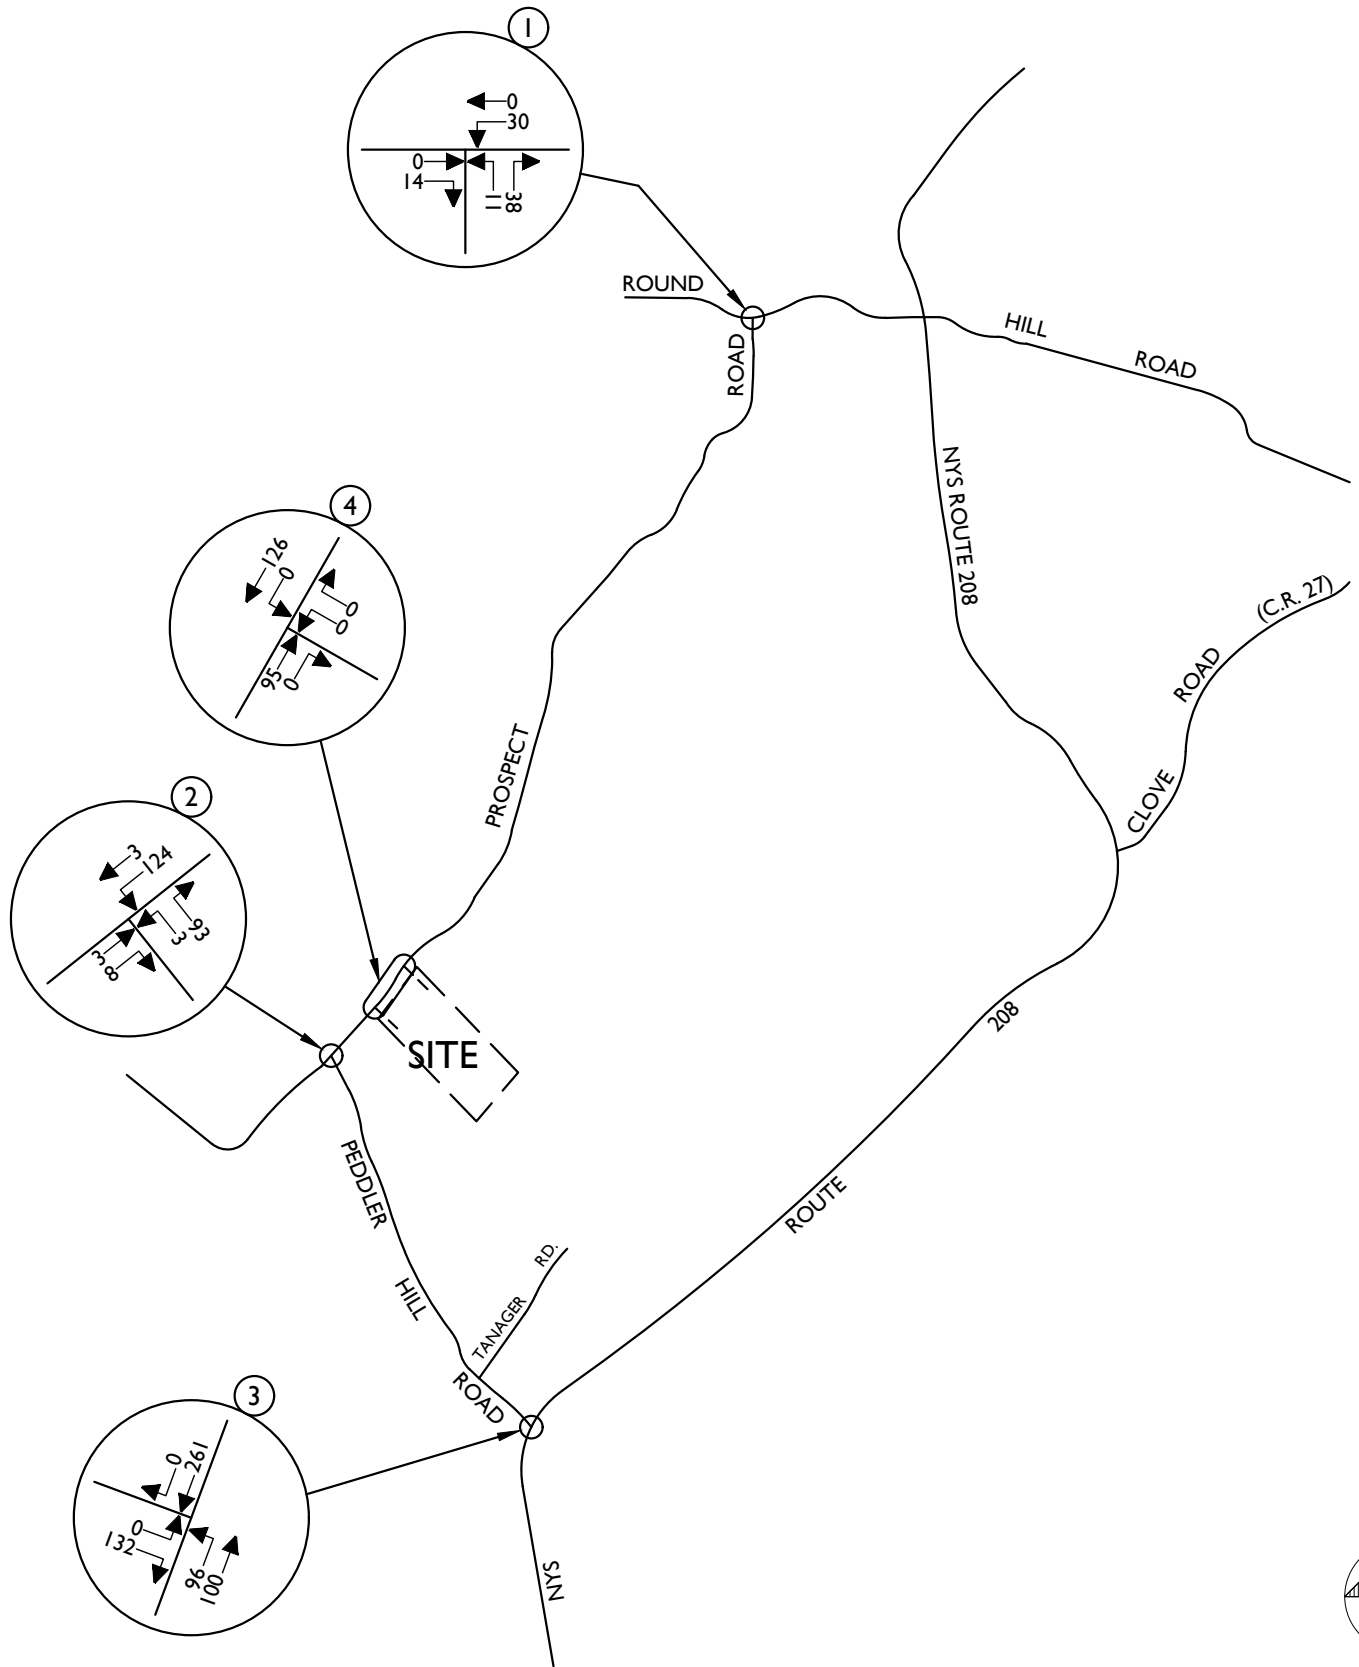 1
0
30
0
14
11
38
ROUND
HILL
ROAD
ROAD
NYS ROUTE 208
4
126
0
0
0
95
0
(C.R. 27)
ROAD
CLOVE
PROSPECT
2
3
124
93
3
3
8
SITE
208
PEDDLER
ROUTE
HILL
TANAGER
RD.
ROAD
3
0
261
0
132
96
100
NYS